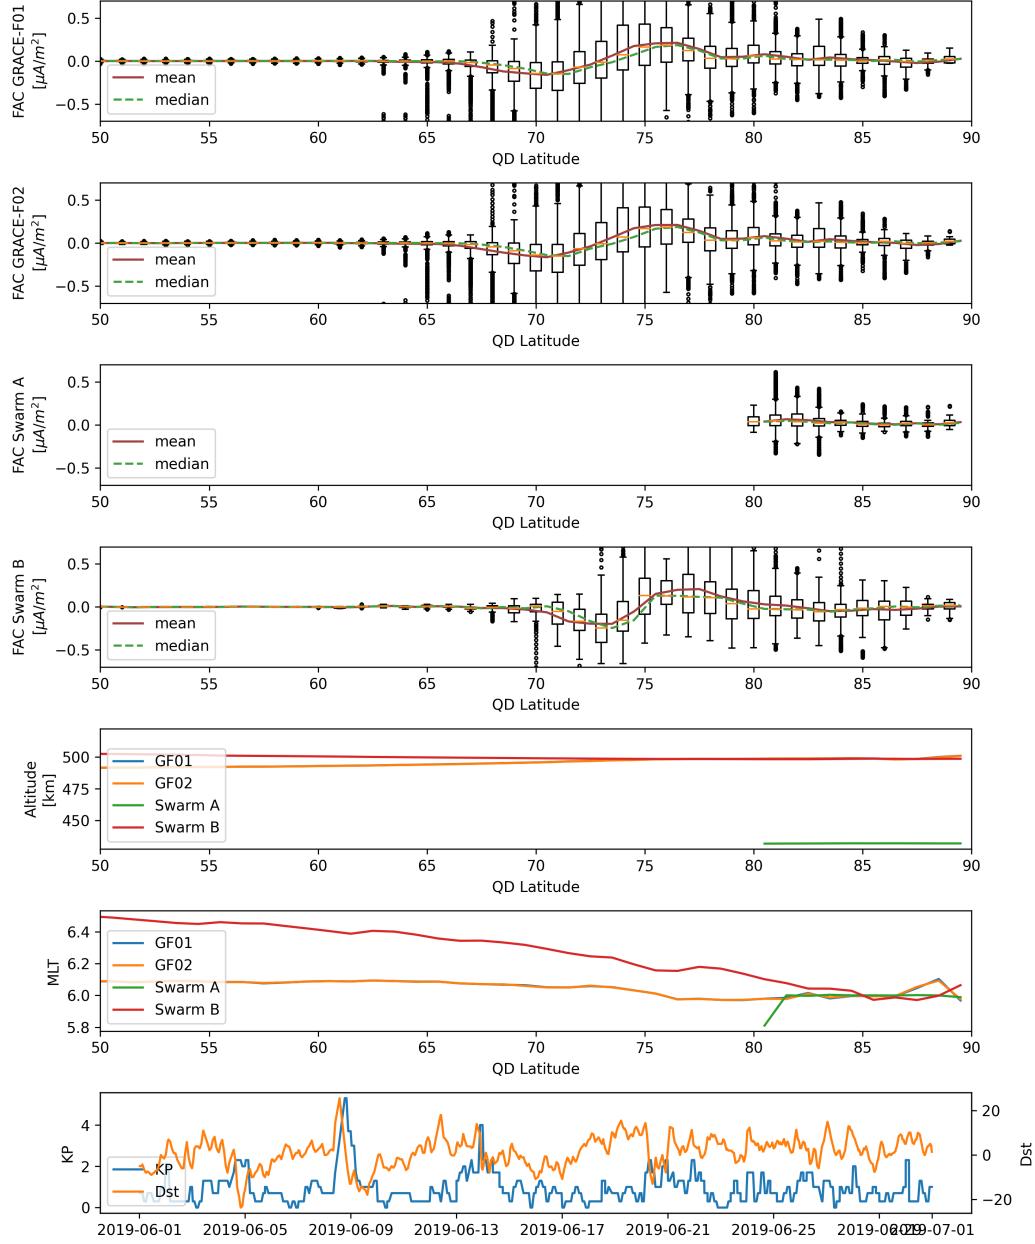 FAC GRACE-F01
[μA/m²]
0.5
0.0
−0.5
mean
median
50 55 60 65 70 75 80 85 90
QD Latitude
FAC GRACE-F02
[μA/m²]
0.5
0.0
−0.5
mean
median
50 55 60 65 70 75 80 85 90
QD Latitude
FAC Swarm A
[μA/m²]
0.5
0.0
−0.5
mean
median
50 55 60 65 70 75 80 85 90
QD Latitude
FAC Swarm B
[μA/m²]
0.5
0.0
−0.5
mean
median
50 55 60 65 70 75 80 85 90
QD Latitude
Altitude
[km]
500
475
450
GF01
GF02
Swarm A
Swarm B
50 55 60 65 70 75 80 85 90
QD Latitude
MLT
6.4
6.2
6.0
5.8
GF01
GF02
Swarm A
Swarm B
50 55 60 65 70 75 80 85 90
QD Latitude
KP
4
2
0
KP
Dst
20
0
−20
Dst
2019-06-01 2019-06-05 2019-06-09 2019-06-13 2019-06-17 2019-06-21 2019-06-25 2019-06-29 2019-07-01